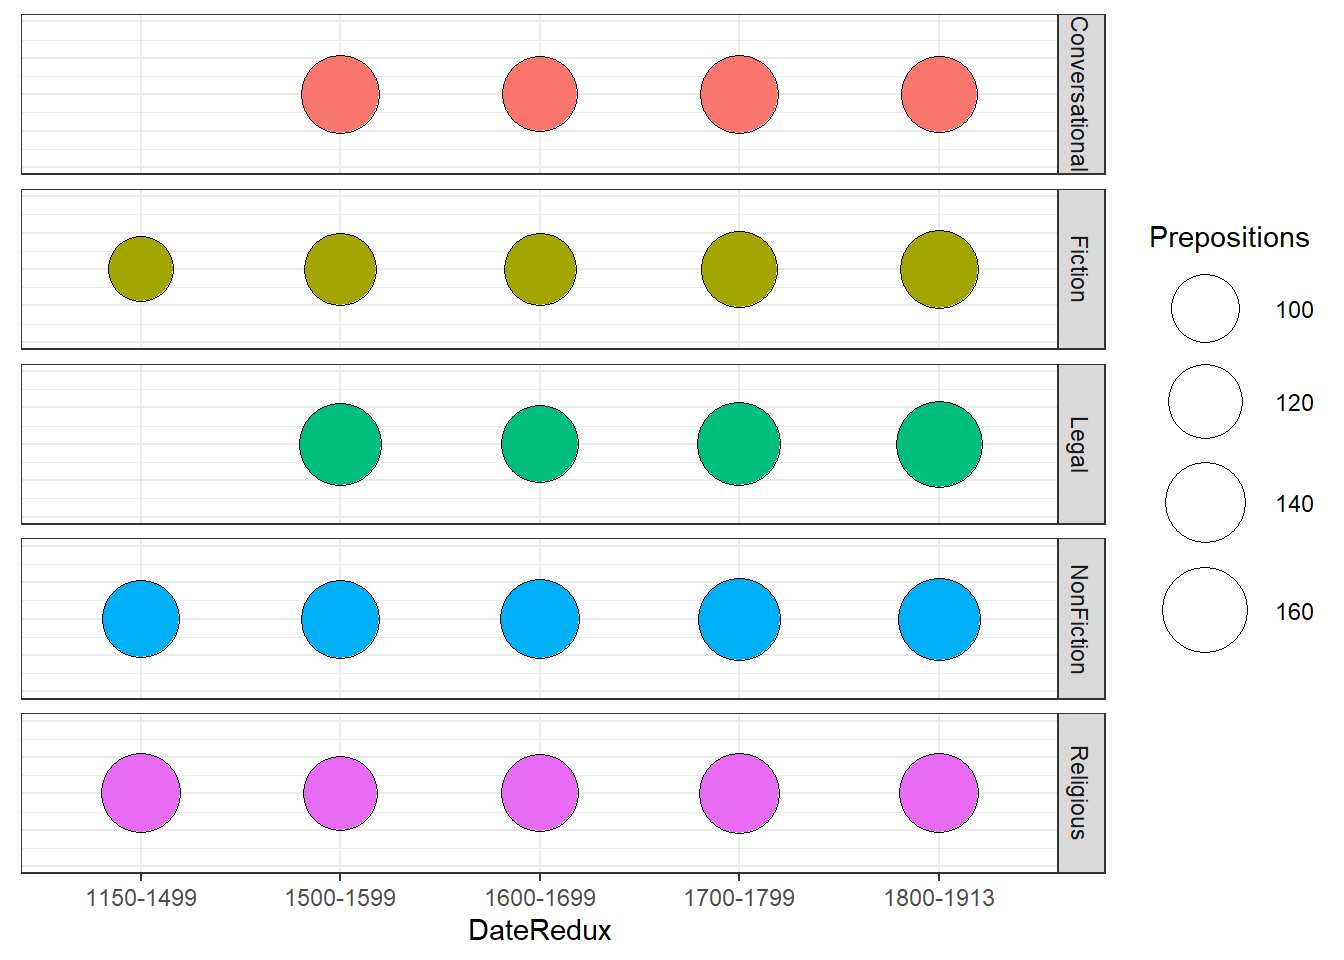 Conversational
Fiction
Legal
NonFiction
Religious
1150-1499 1500-1599 1600-1699 1700-1799 1800-1913
DateRedux
Prepositions
100
120
140
160